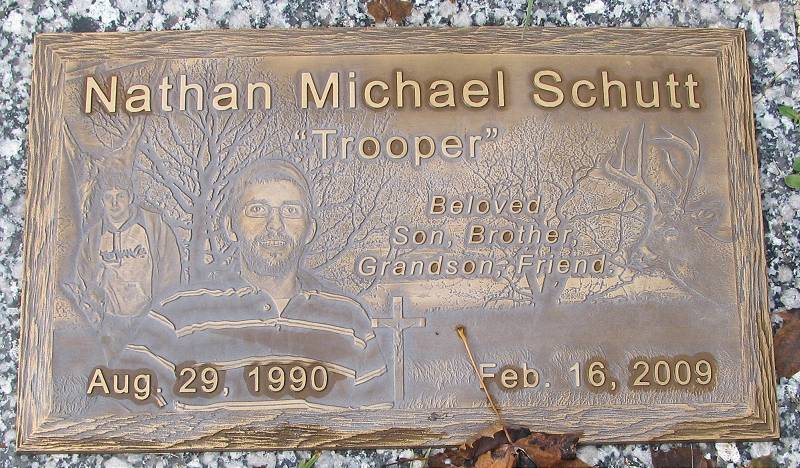 Nathan Michael Schutt
"Trooper"
Beloved
Son, Brother,
Grandson, Friend.
Aug. 29, 1990
Feb. 16, 2009